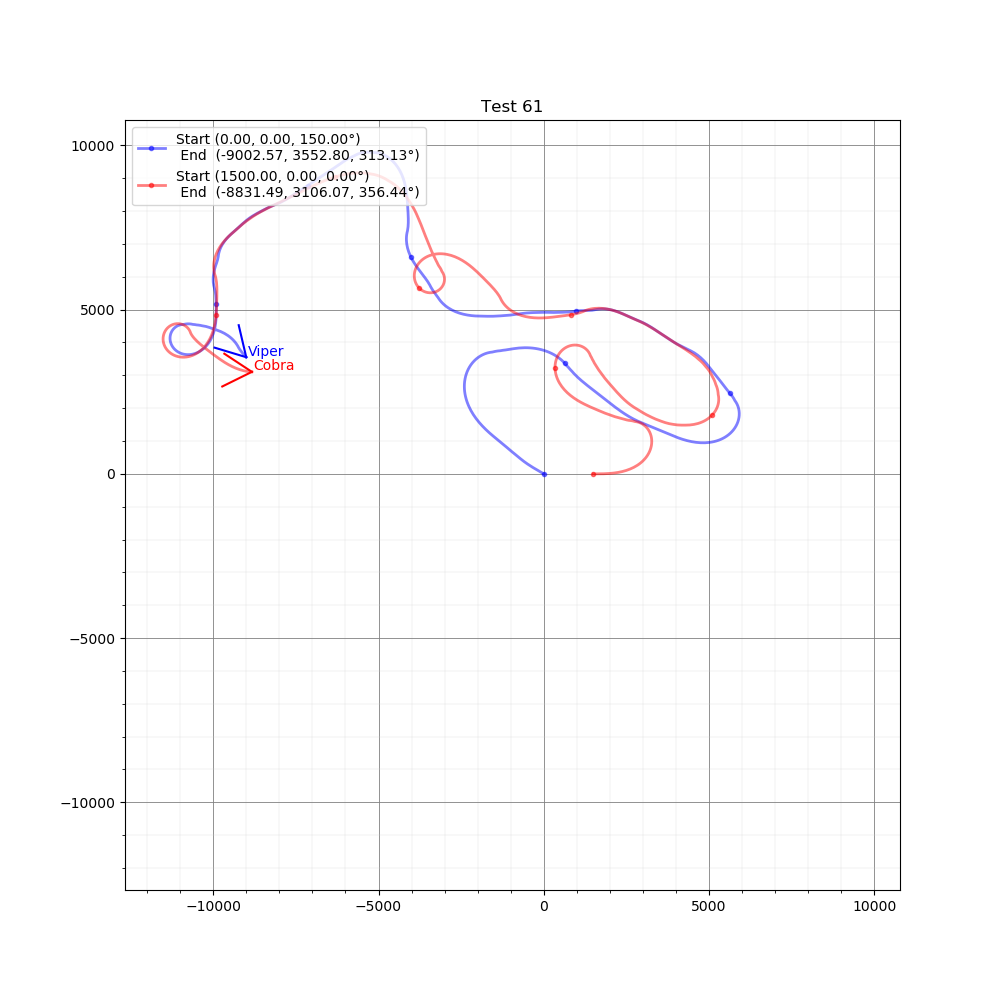 Test 61
Start (0.00, 0.00, 150.00°)
End (-9002.57, 3552.80, 313.13°)
Start (1500.00, 0.00, 0.00°)
End (-8831.49, 3106.07, 356.44°)
10000
5000
0
−5000
−10000
Viper
Cobra
−10000 −5000 0 5000 10000